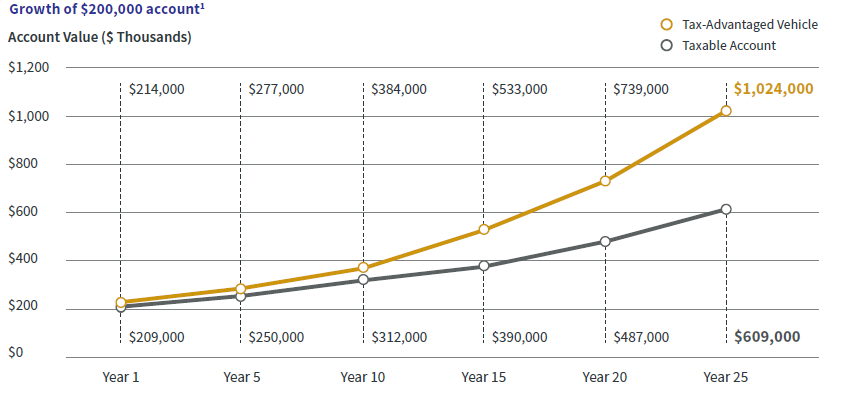 Growth of $200,000 account¹
Account Value ($ Thousands)
Tax-Advantaged Vehicle
Taxable Account
$1,200
$214,000 $277,000 $384,000 $533,000 $739,000 $1,024,000
$1,000
$800
$600
$400
$200
$209,000 $250,000 $312,000 $390,000 $487,000 $609,000
$0
Year 1 Year 5 Year 10 Year 15 Year 20 Year 25